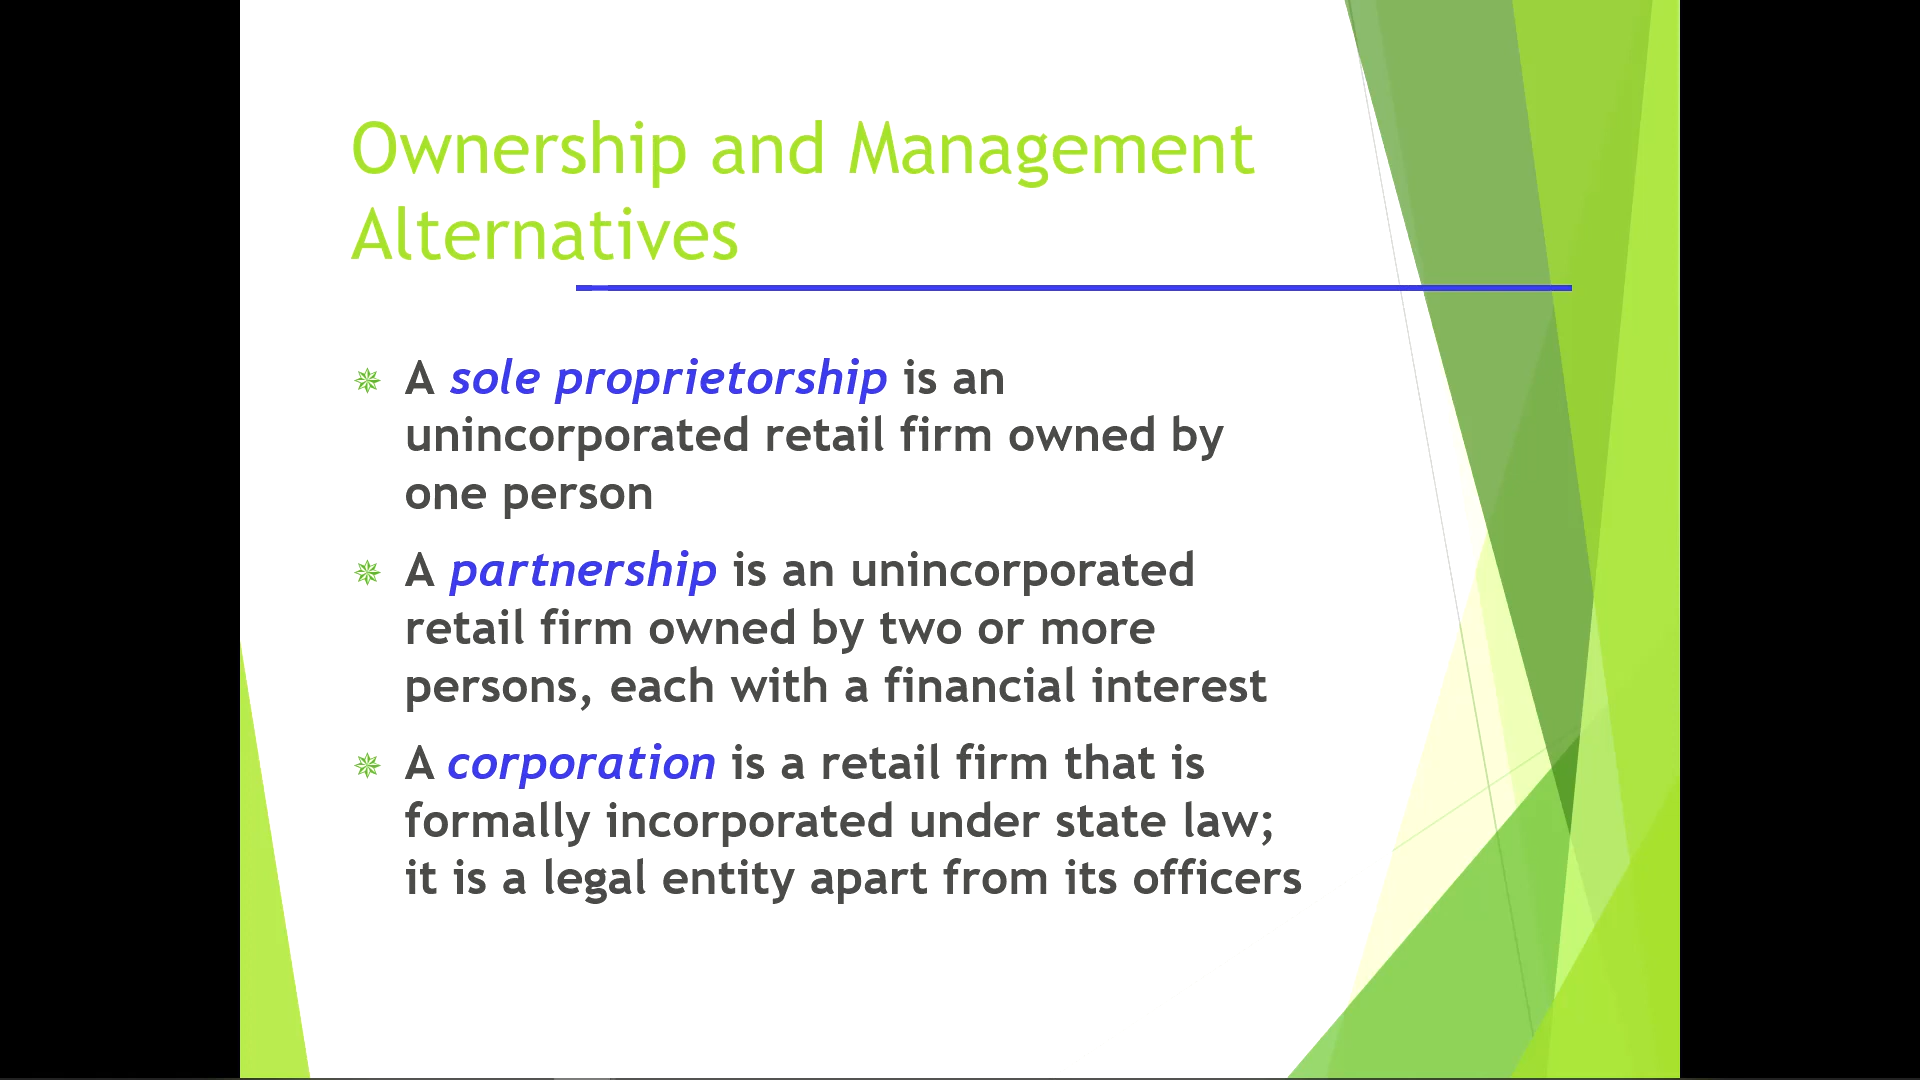 Ownership and Management
Alternatives
A sole proprietorship is an
unincorporated retail firm owned by
one person
A partnership is an unincorporated
retail firm owned by two or more
persons, each with a financial interest
A corporation is a retail firm that is
formally incorporated under state law;
it is a legal entity apart from its officers